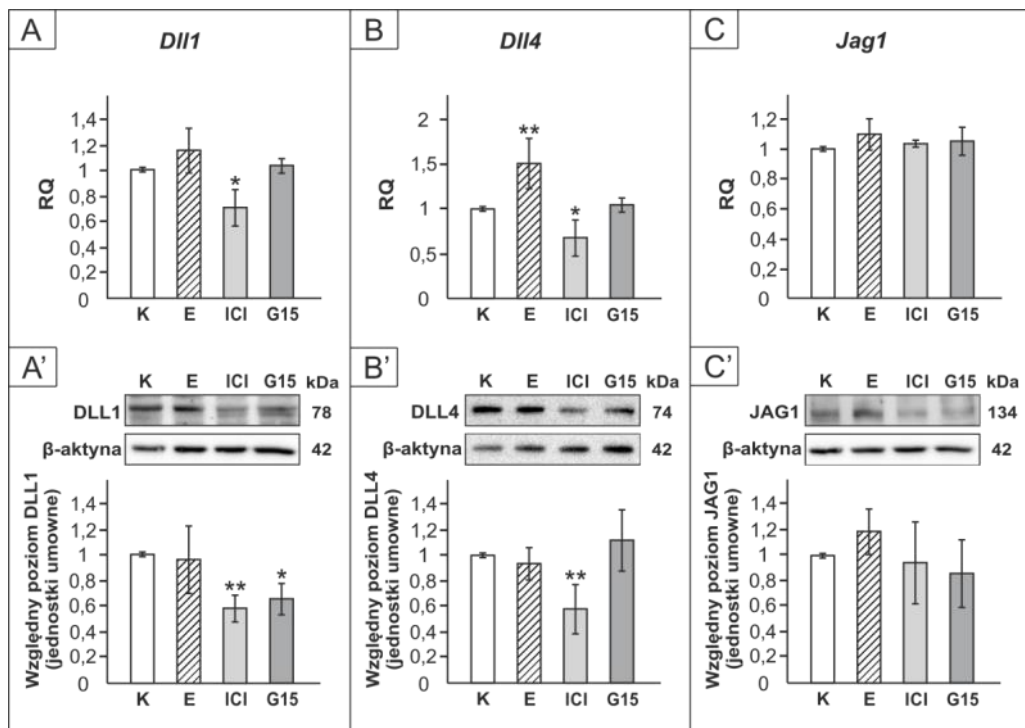 A
Dll1
RQ
1,4
1,2
1
0,8
0,6
0,4
0,2
0
*
K E ICI G15
B
Dll4
RQ
2
1,5
1
0,5
0
**
*
K E ICI G15
C
Jag1
RQ
1,2
1
0,8
0,6
0,4
0,2
0
K E ICI G15
A’
K E ICI G15 kDa
DLL1 78
β-aktyna 42
Względny poziom DLL1
(jednostki umowne)
1,4
1,2
1
0,8
0,6
0,4
0,2
0
**
*
K E ICI G15
B’
K E ICI G15 kDa
DLL4 74
β-aktyna 42
Względny poziom DLL4
(jednostki umowne)
1,4
1,2
1
0,8
0,6
0,4
0,2
0
**
K E ICI G15
C’
K E ICI G15 kDa
JAG1 134
β-aktyna 42
Względny poziom JAG1
(jednostki umowne)
1,4
1,2
1
0,8
0,6
0,4
0,2
0
K E ICI G15